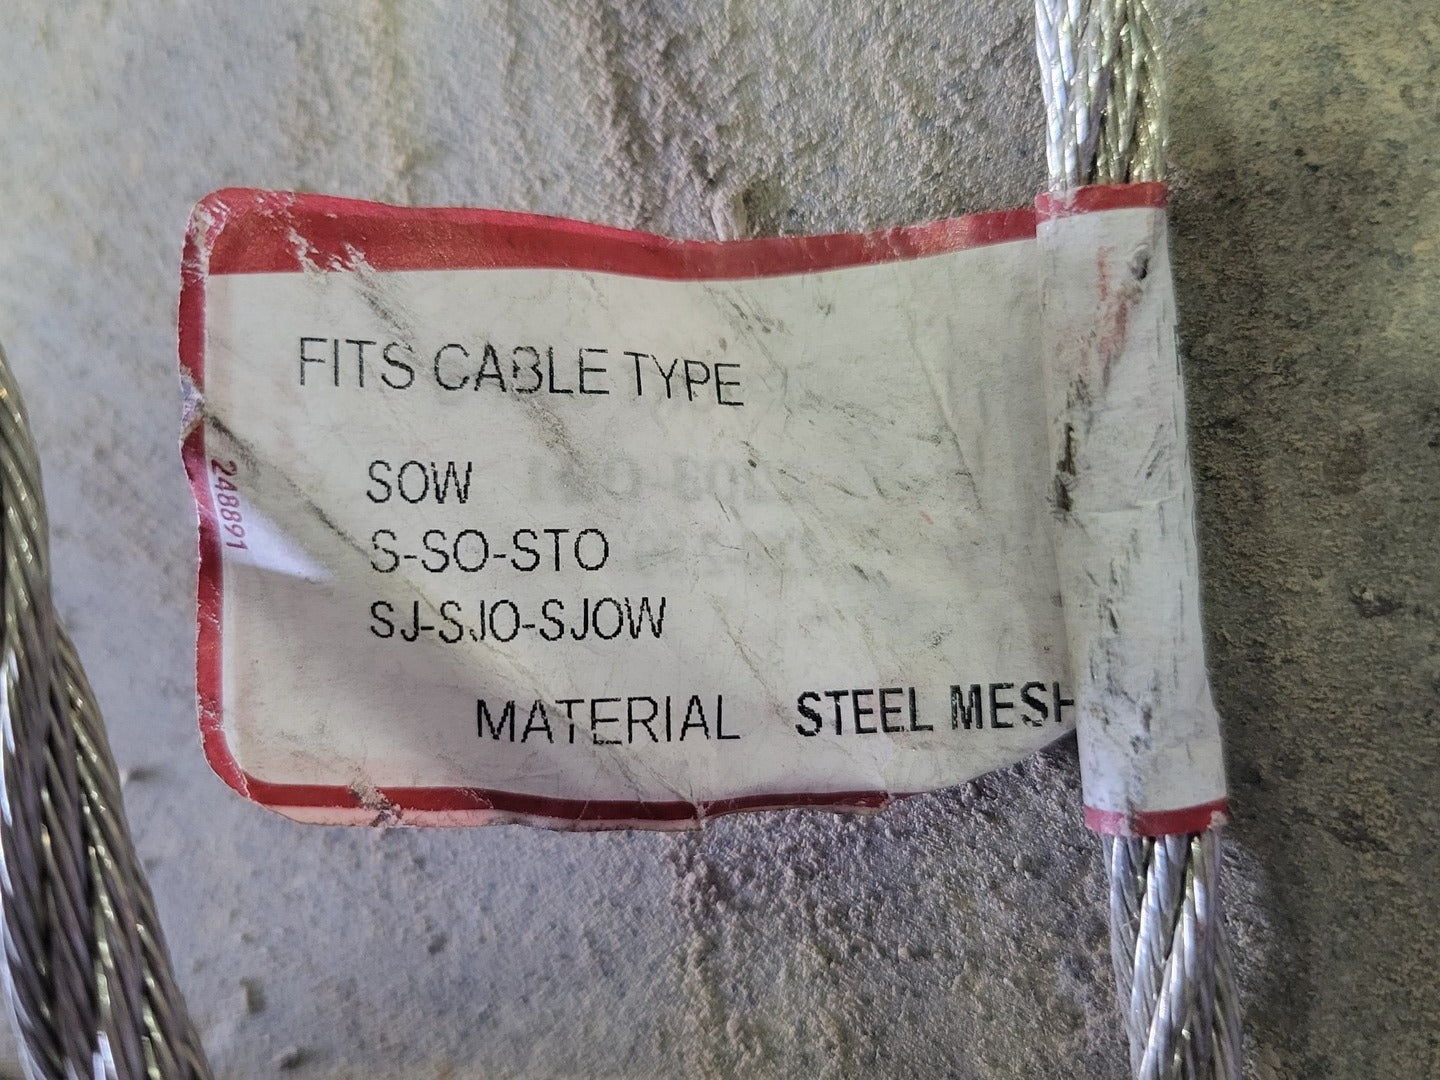 FITS CABLE TYPE
SOW
S-SO-STO
SJ-SJO-SJOW
MATERIAL STEEL MESH
248891